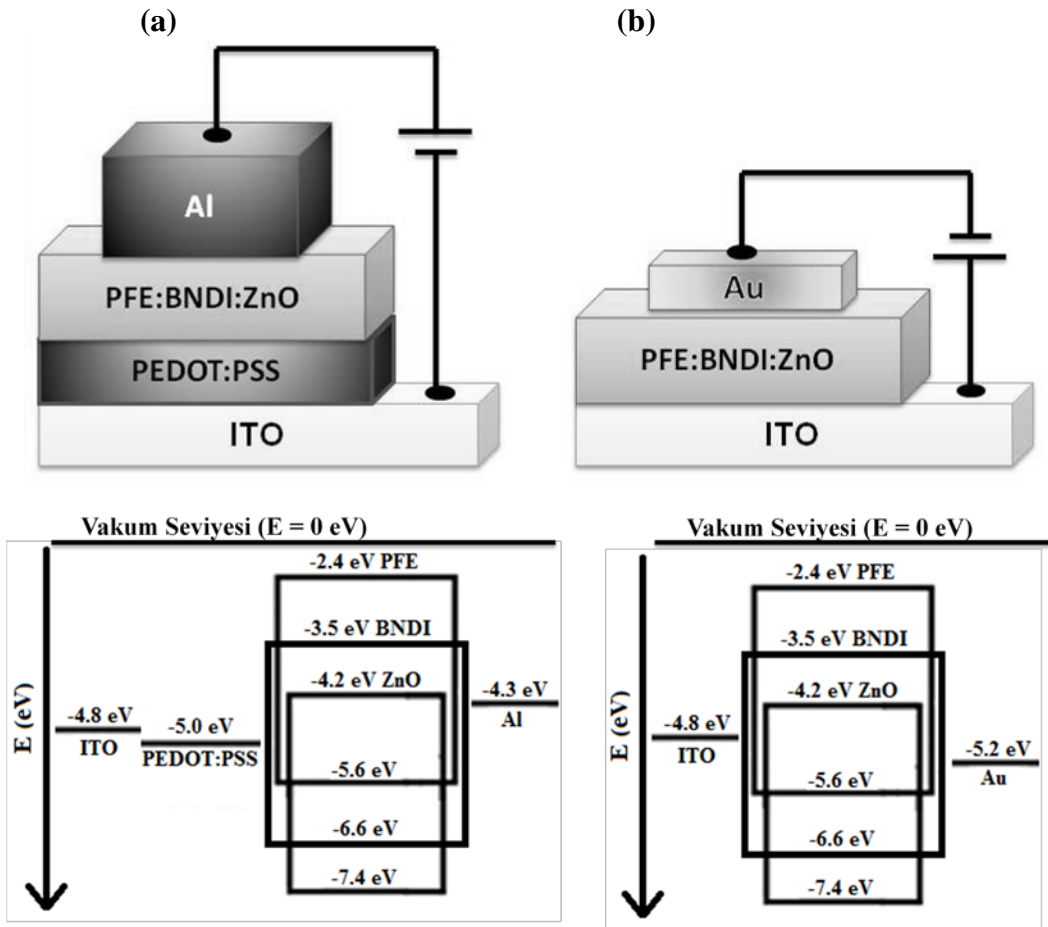 (a)
Al
PFE:BNDI:ZnO
PEDOT:PSS
ITO
(b)
Au
PFE:BNDI:ZnO
ITO
Vakum Seviyesi (E = 0 eV)
E (eV)
-2.4 eV PFE
-3.5 eV BNDI
-4.2 eV ZnO
-4.3 eV
Al
-4.8 eV
ITO
-5.0 eV
PEDOT:PSS
-5.6 eV
-6.6 eV
-7.4 eV
Vakum Seviyesi (E = 0 eV)
E (eV)
-2.4 eV PFE
-3.5 eV BNDI
-4.2 eV ZnO
-4.8 eV
ITO
-5.2 eV
Au
-5.6 eV
-6.6 eV
-7.4 eV